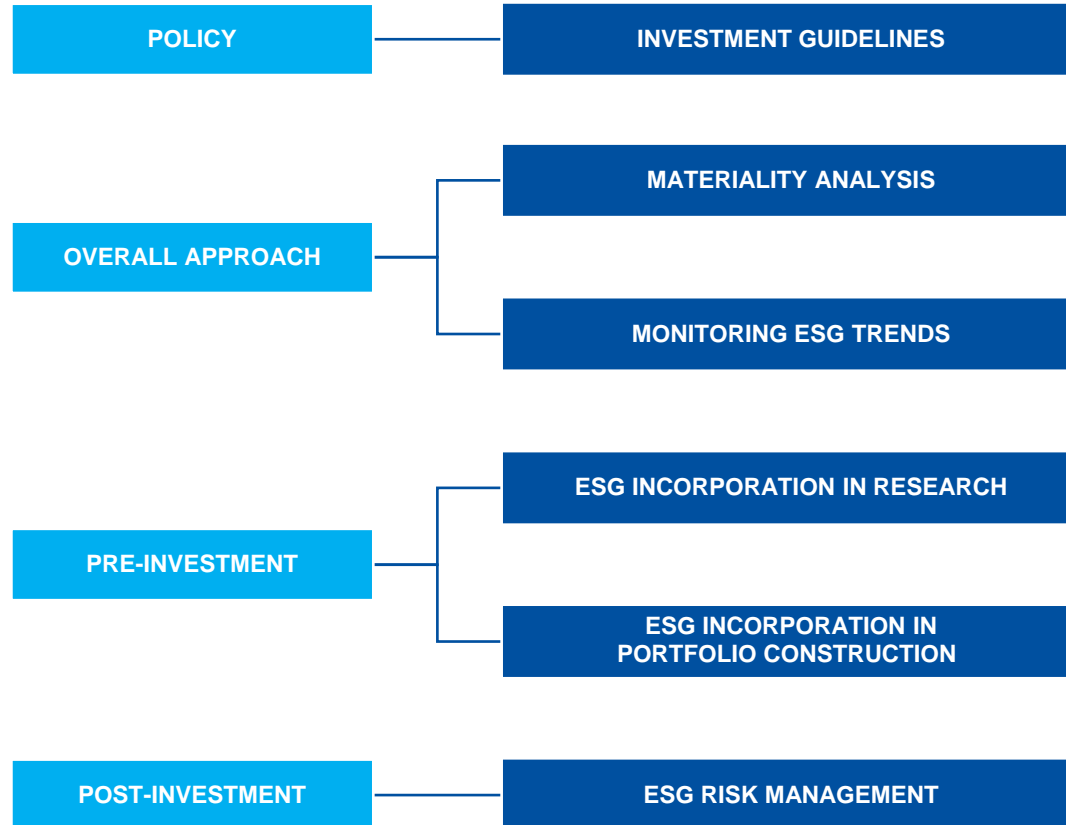 POLICY
INVESTMENT GUIDELINES
MATERIALITY ANALYSIS
OVERALL APPROACH
MONITORING ESG TRENDS
ESG INCORPORATION IN RESEARCH
PRE-INVESTMENT
ESG INCORPORATION IN
PORTFOLIO CONSTRUCTION
POST-INVESTMENT
ESG RISK MANAGEMENT